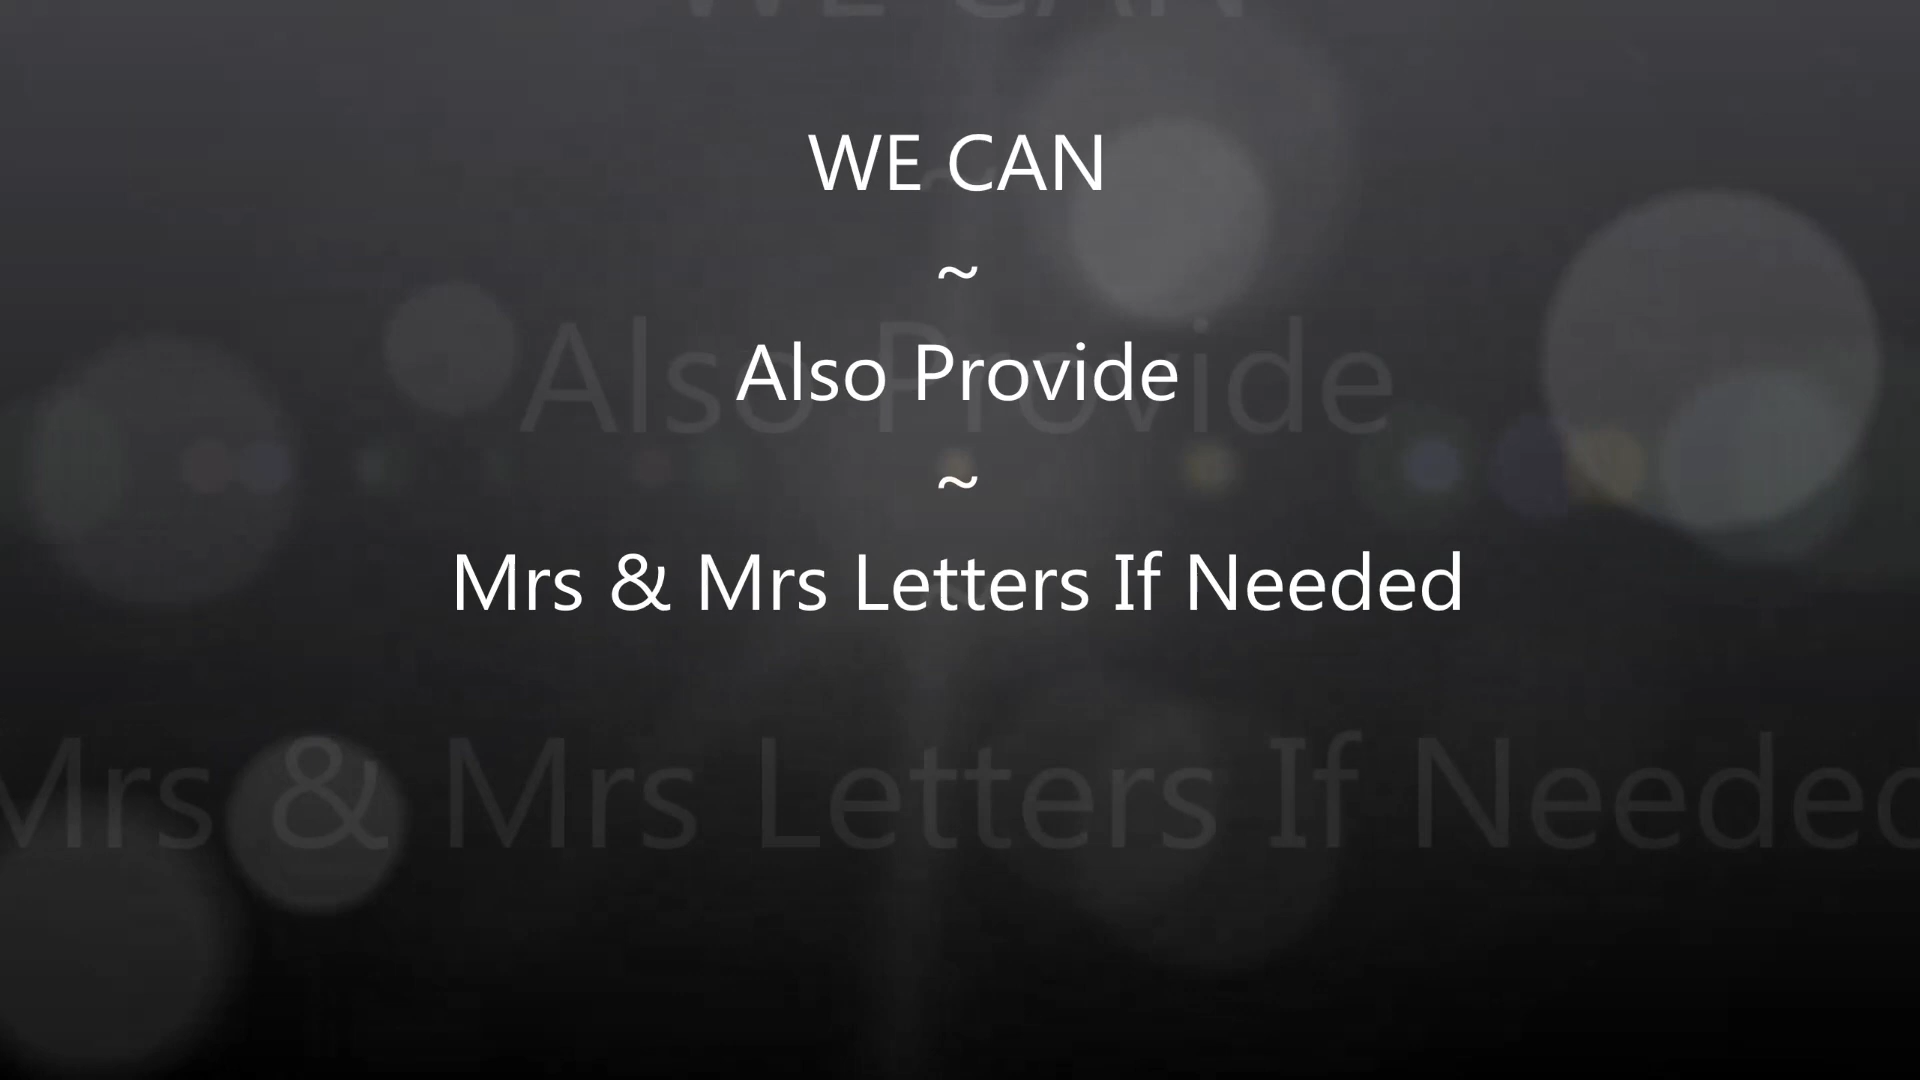 WE CAN
~
Also Provide
~
Mrs & Mrs Letters If Needed